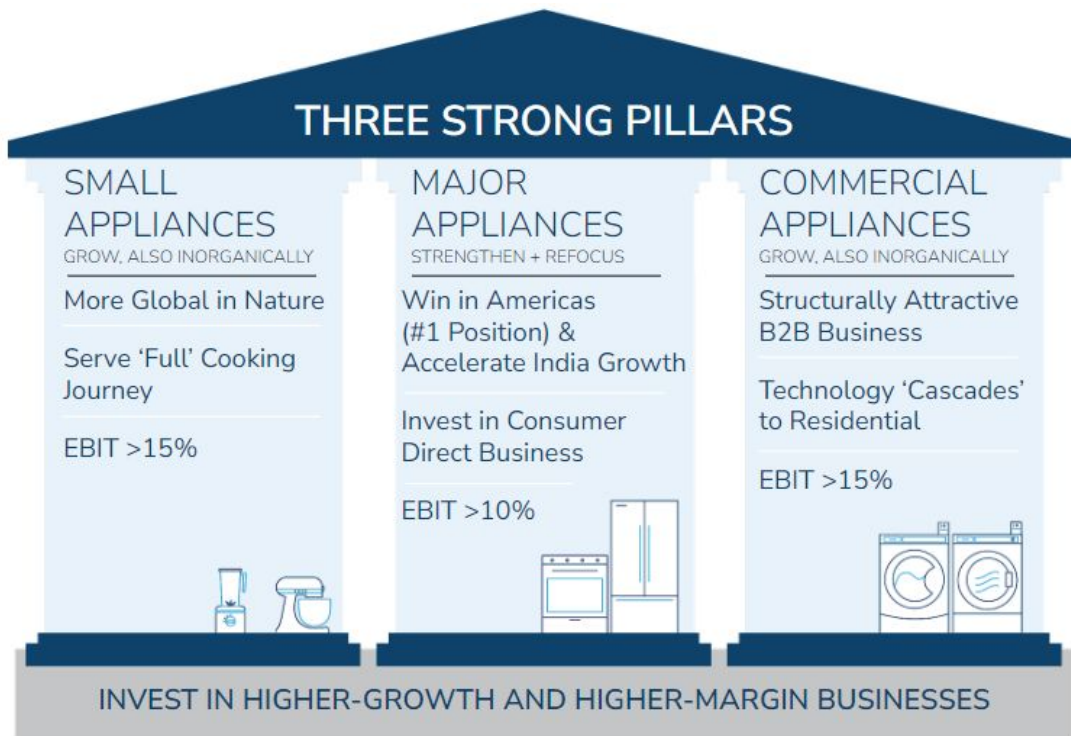 THREE STRONG PILLARS
SMALL
APPLIANCES
GROW, ALSO INORGANICALLY
More Global in Nature
Serve ‘Full’ Cooking
Journey
EBIT >15%
MAJOR
APPLIANCES
STRENGTHEN + REFOCUS
Win in Americas
(#1 Position) &
Accelerate India Growth
Invest in Consumer
Direct Business
EBIT >10%
COMMERCIAL
APPLIANCES
GROW, ALSO INORGANICALLY
Structurally Attractive
B2B Business
Technology ‘Cascades’
to Residential
EBIT >15%
INVEST IN HIGHER-GROWTH AND HIGHER-MARGIN BUSINESSES